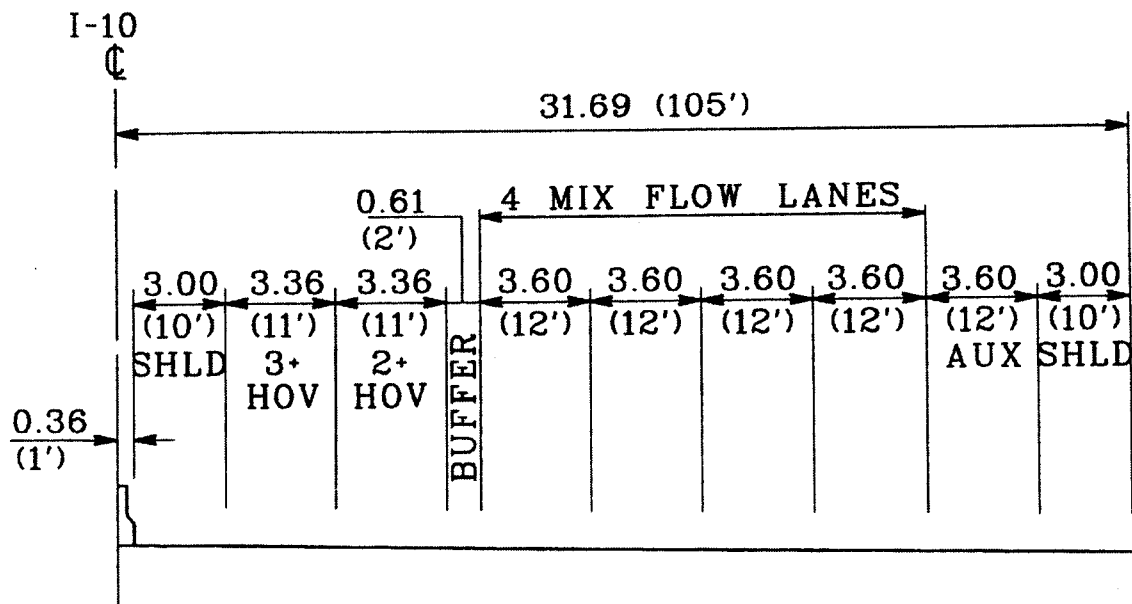 I-10
℄
31.69 (105')
0.61
(2')
4 MIX FLOW LANES
3.00 3.36 3.36 3.60 3.60 3.60 3.60 3.60 3.00
(10') (11') (11') (12') (12') (12') (12') (12') (10')
SHLD 3+ 2+ AUX SHLD
HOV HOV
BUFFER
0.36
(1')